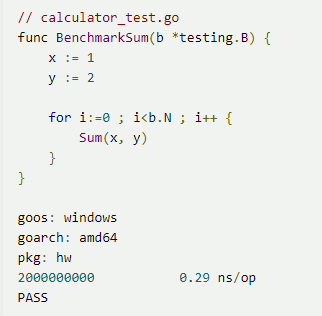 // calculator_test.go
func BenchmarkSum(b *testing.B) {
    x := 1
    y := 2

    for i:=0 ; i<b.N ; i++ {
        Sum(x, y)
    }
}

goos: windows
goarch: amd64
pkg: hw
2000000000               0.29 ns/op
PASS